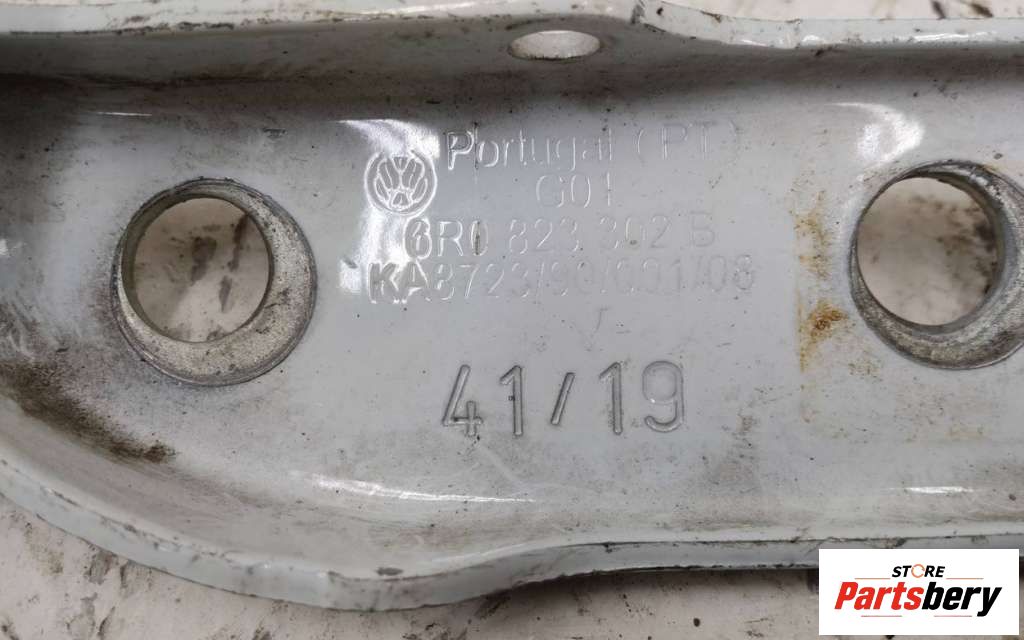 Portugal (PT)
G01
6R0 823 302 B
KA8723/90/001/08
41/19
STORE
Partsbery